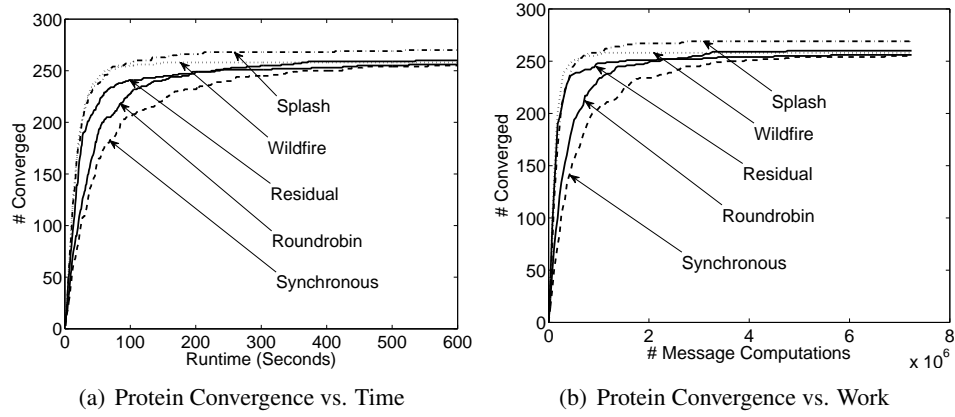 300
250
200
150
100
50
0
# Converged
Splash
Wildfire
Residual
Roundrobin
Synchronous
0 100 200 300 400 500 600
Runtime (Seconds)
(a) Protein Convergence vs. Time
300
250
200
150
100
50
0
# Converged
Splash
Wildfire
Residual
Roundrobin
Synchronous
0 2 4 6 8
# Message Computations
x 10^6
(b) Protein Convergence vs. Work